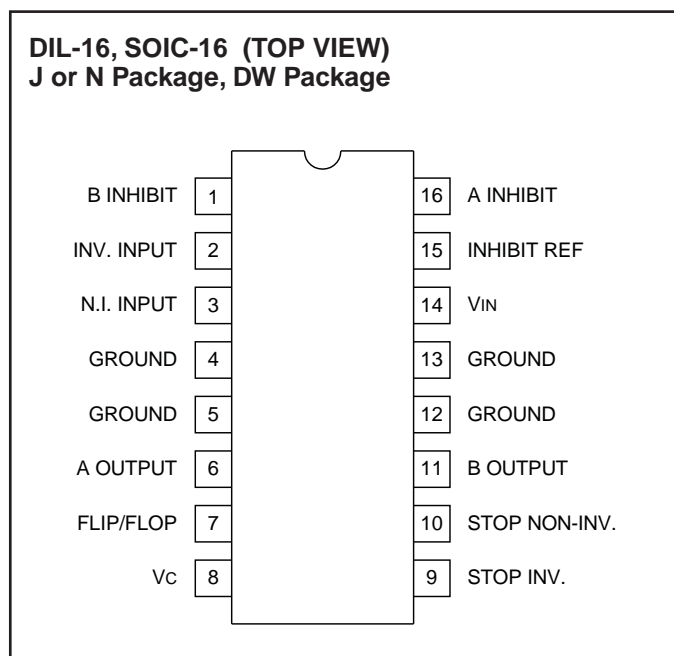 DIL-16, SOIC-16 (TOP VIEW)
J or N Package, DW Package
B INHIBIT 1 16 A INHIBIT
INV. INPUT 2 15 INHIBIT REF
N.I. INPUT 3 14 VIN
GROUND 4 13 GROUND
GROUND 5 12 GROUND
A OUTPUT 6 11 B OUTPUT
FLIP/FLOP 7 10 STOP NON-INV.
VC 8 9 STOP INV.